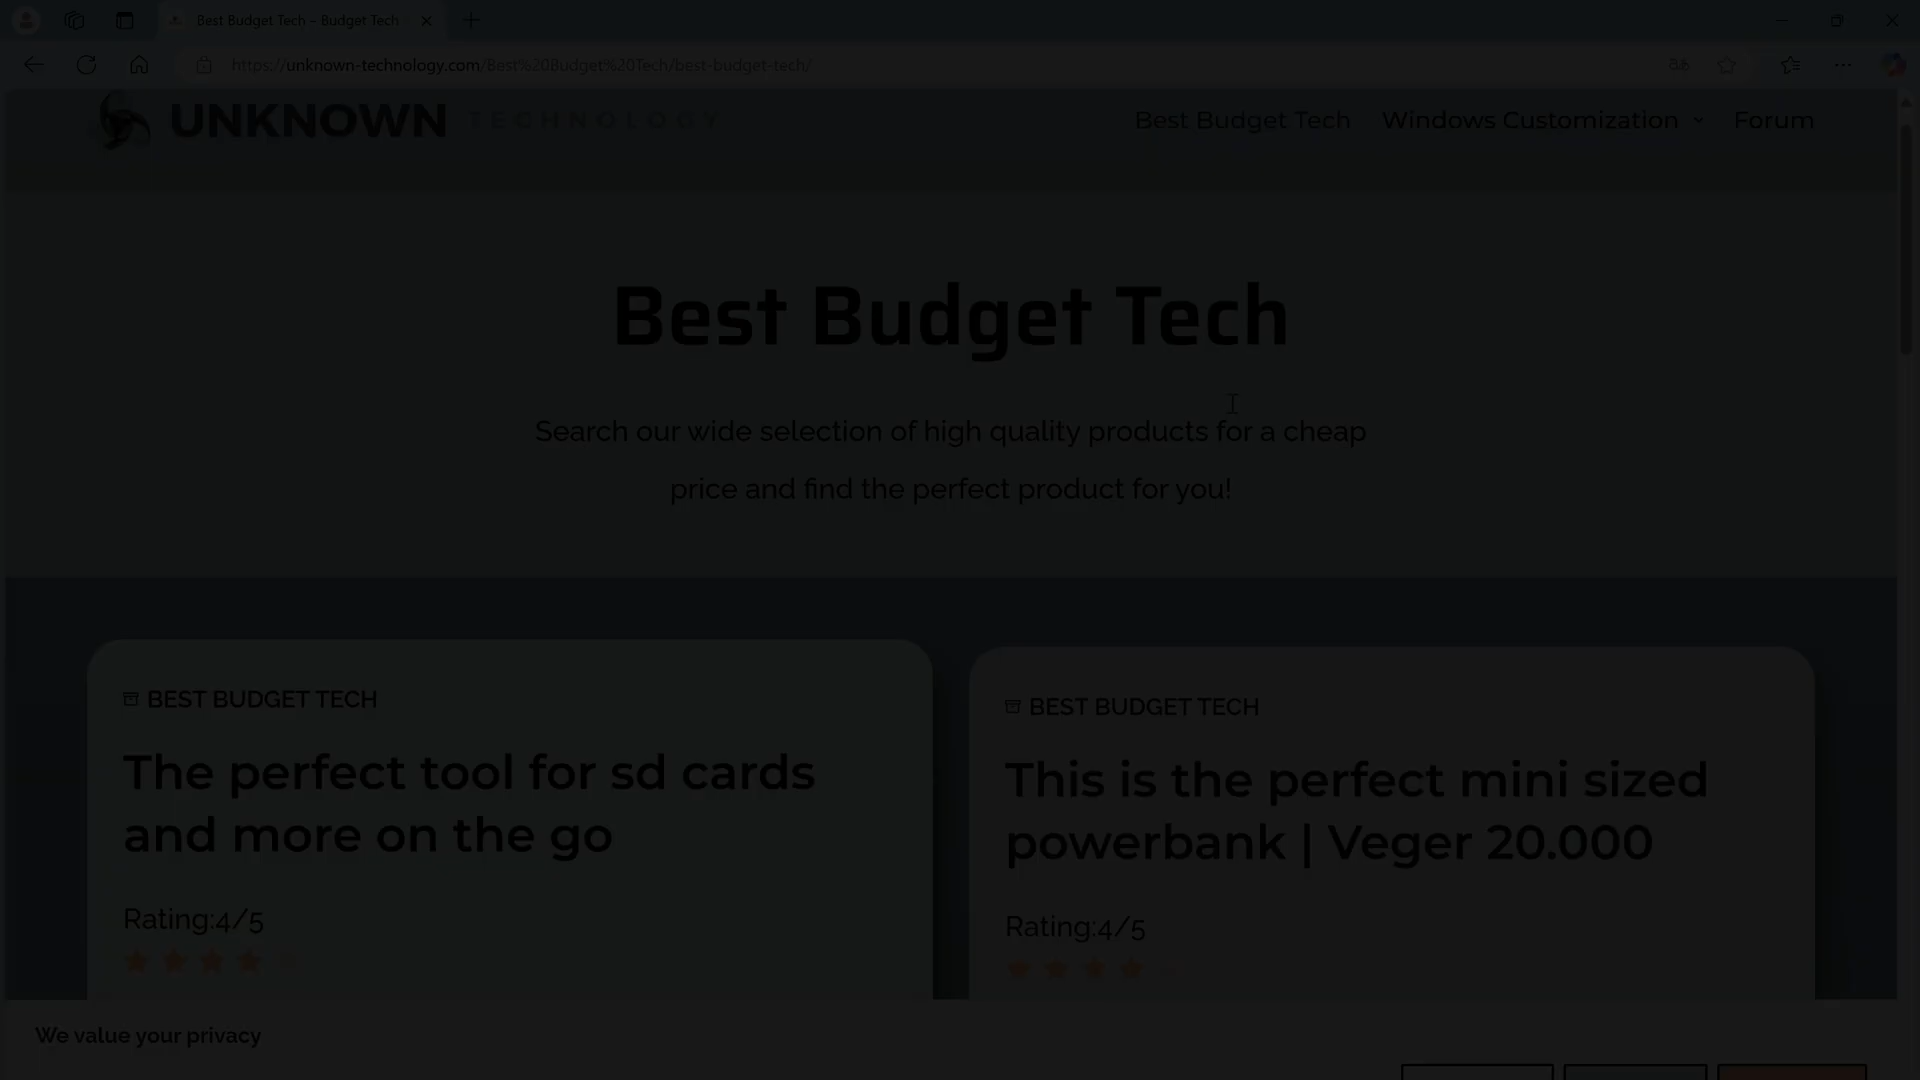 Best Budget Tech – Budget Tech
https://unknown-technology.com/Best%20Budget%20Tech/best-budget-tech/
UNKNOWN TECHNOLOGY
Best Budget Tech
Windows Customization
Forum
Best Budget Tech
Search our wide selection of high quality products for a cheap
price and find the perfect product for you!
BEST BUDGET TECH
The perfect tool for sd cards
and more on the go
Rating:4/5
BEST BUDGET TECH
This is the perfect mini sized
powerbank | Veger 20.000
Rating:4/5
We value your privacy